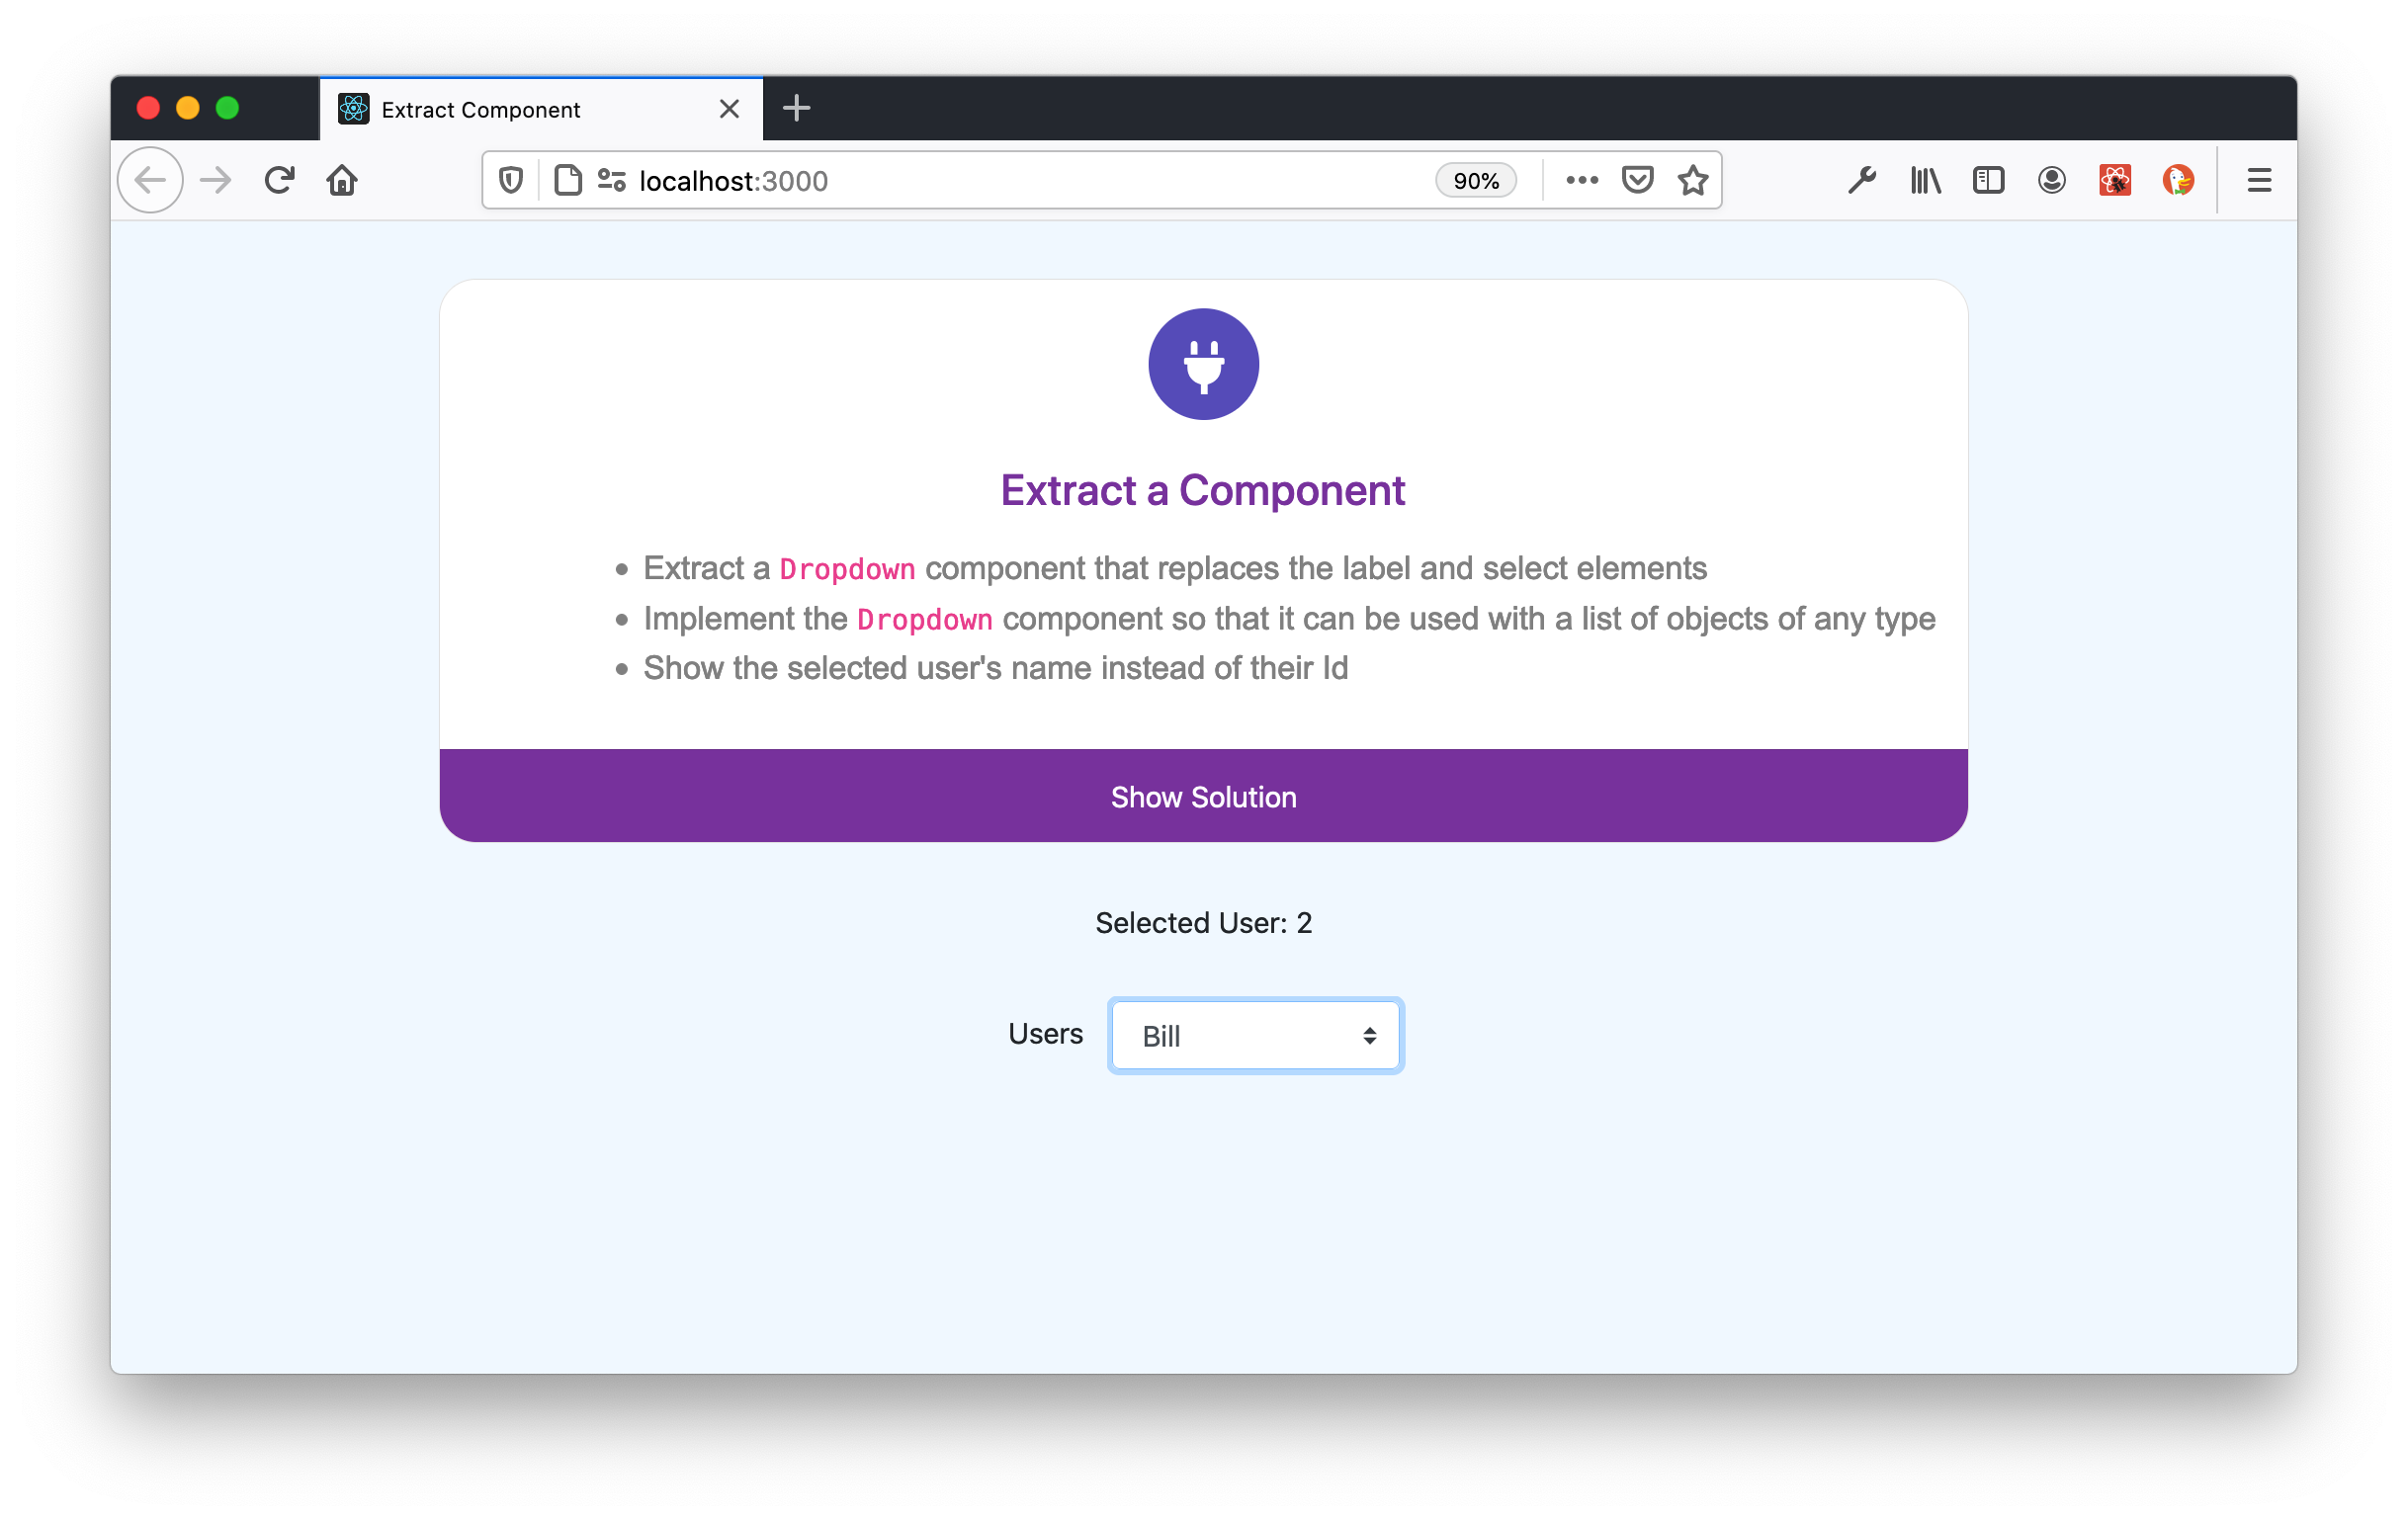 Extract Component
localhost:3000
90%
Extract a Component
Extract a Dropdown component that replaces the label and select elements
Implement the Dropdown component so that it can be used with a list of objects of any type
Show the selected user's name instead of their Id
Show Solution
Selected User: 2
Users Bill